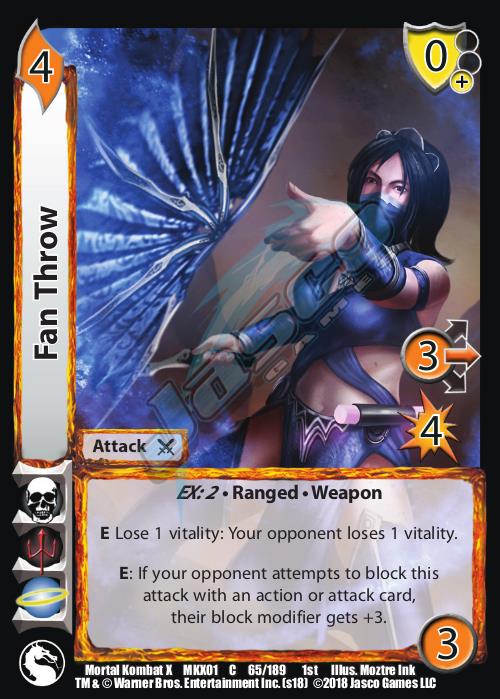 4
0
+
Fan Throw
3
4
Attack
EX: 2 • Ranged • Weapon
E Lose 1 vitality: Your opponent loses 1 vitality.
E: If your opponent attempts to block this
attack with an action or attack card,
their block modifier gets +3.
3
Mortal Kombat X MKX01 C 65/189 1st Illus. Moztre Ink
TM & © Warner Bros. Entertainment Inc. (s18) ©2018 Jasco Games LLC
JASCO
GAMES